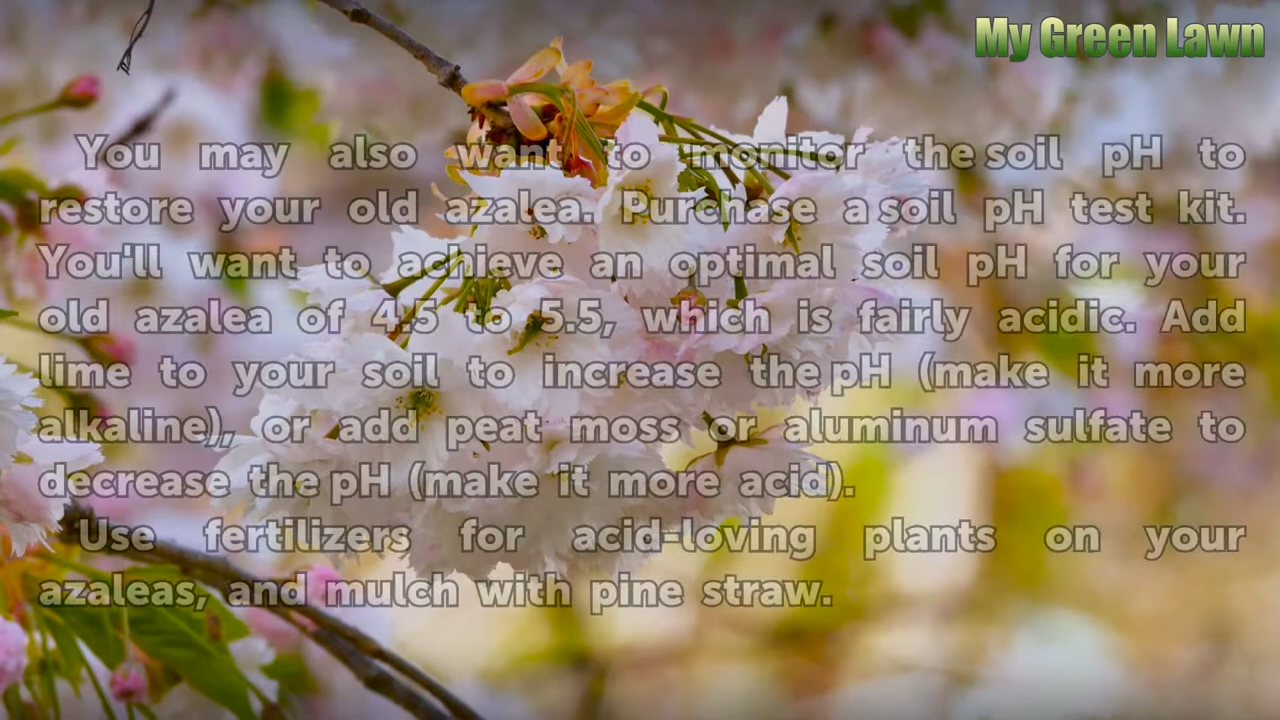 My Green Lawn
You may also want to monitor the soil pH to
restore your old azalea. Purchase a soil pH test kit.
You'll want to achieve an optimal soil pH for your
old azalea of 4.5 to 5.5, which is fairly acidic. Add
lime to your soil to increase the pH (make it more
alkaline),, or add peat moss or aluminum sulfate to
decrease the pH (make it more acid).
Use fertilizers for acid-loving plants on your
azaleas, and mulch with pine straw.